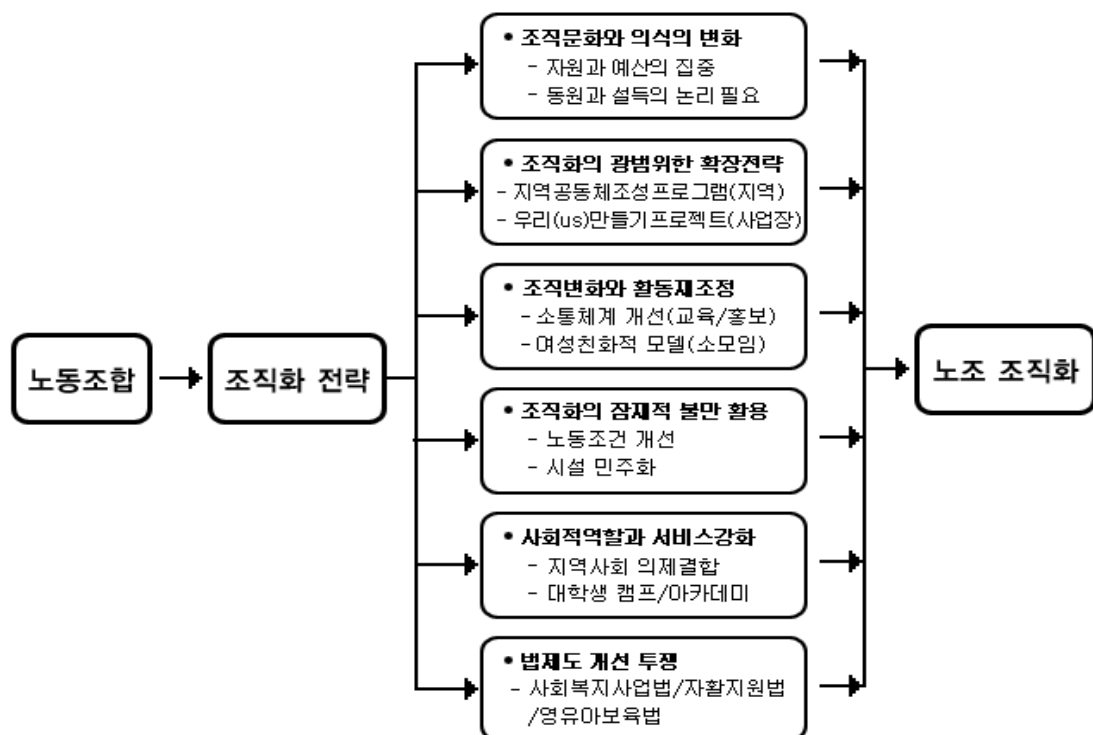 노동조합
조직화 전략
• 조직문화와 의식의 변화
- 자원과 예산의 집중
- 동원과 설득의 논리 필요
• 조직화의 광범위한 확장전략
- 지역공동체조성프로그램(지역)
- 우리(us)만들기프로젝트(사업장)
• 조직변화와 활동재조정
- 소통체계 개선(교육/홍보)
- 여성친화적 모델(소모임)
• 조직화의 잠재적 불만 활용
- 노동조건 개선
- 시설 민주화
• 사회적역할과 서비스강화
- 지역사회 의제결합
- 대학생 캠프/아카데미
• 법제도 개선 투쟁
- 사회복지사업법/자활지원법
/영유아보육법
노조 조직화